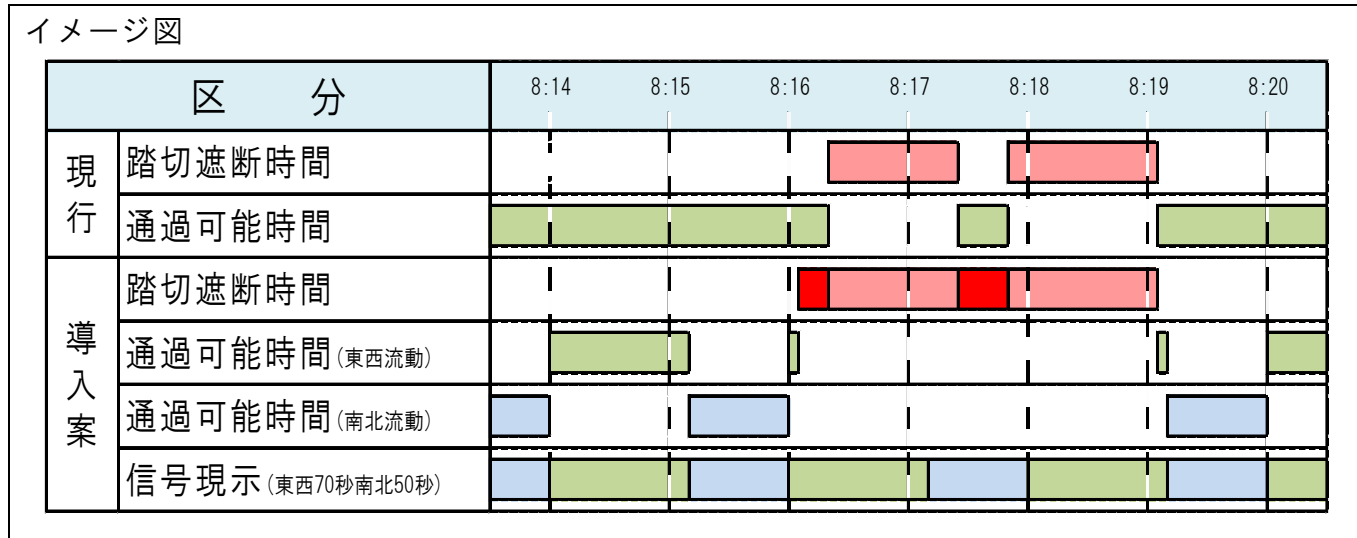 イメージ図
区 分 8:14 8:15 8:16 8:17 8:18 8:19 8:20
現行
踏切遮断時間
通過可能時間
導入案
踏切遮断時間
通過可能時間(東西流動)
通過可能時間(南北流動)
信号現示(東西70秒南北50秒)